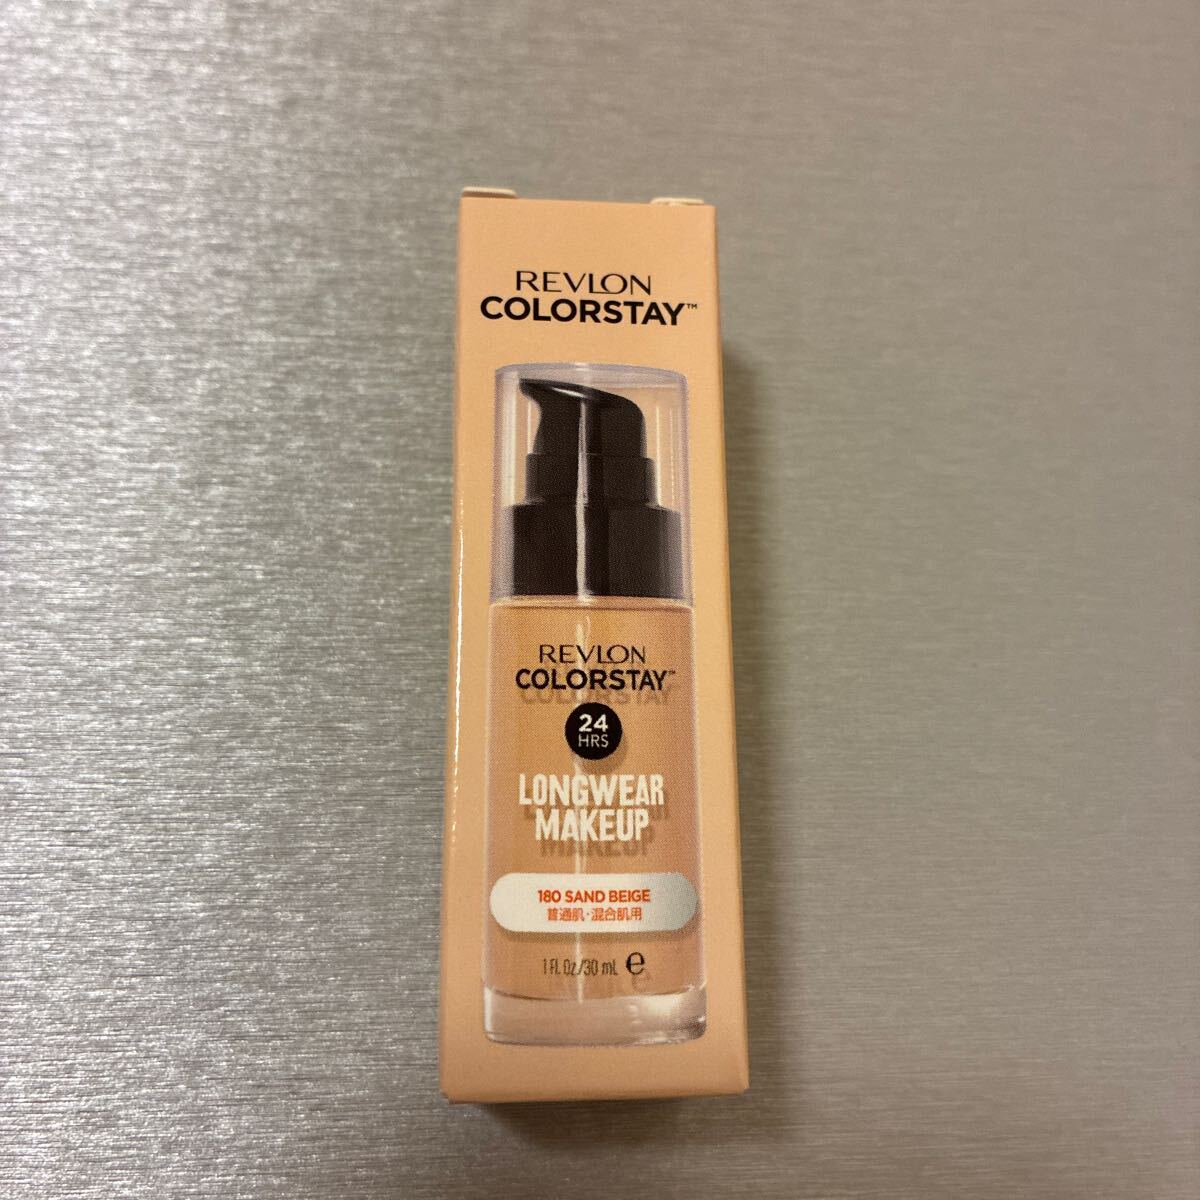 REVLON
COLORSTAY™
REVLON
COLORSTAY™
24
HRS
LONGWEAR
MAKEUP
180 SAND BEIGE
普通肌・混合肌用
1 FL Oz/30 mL ℮